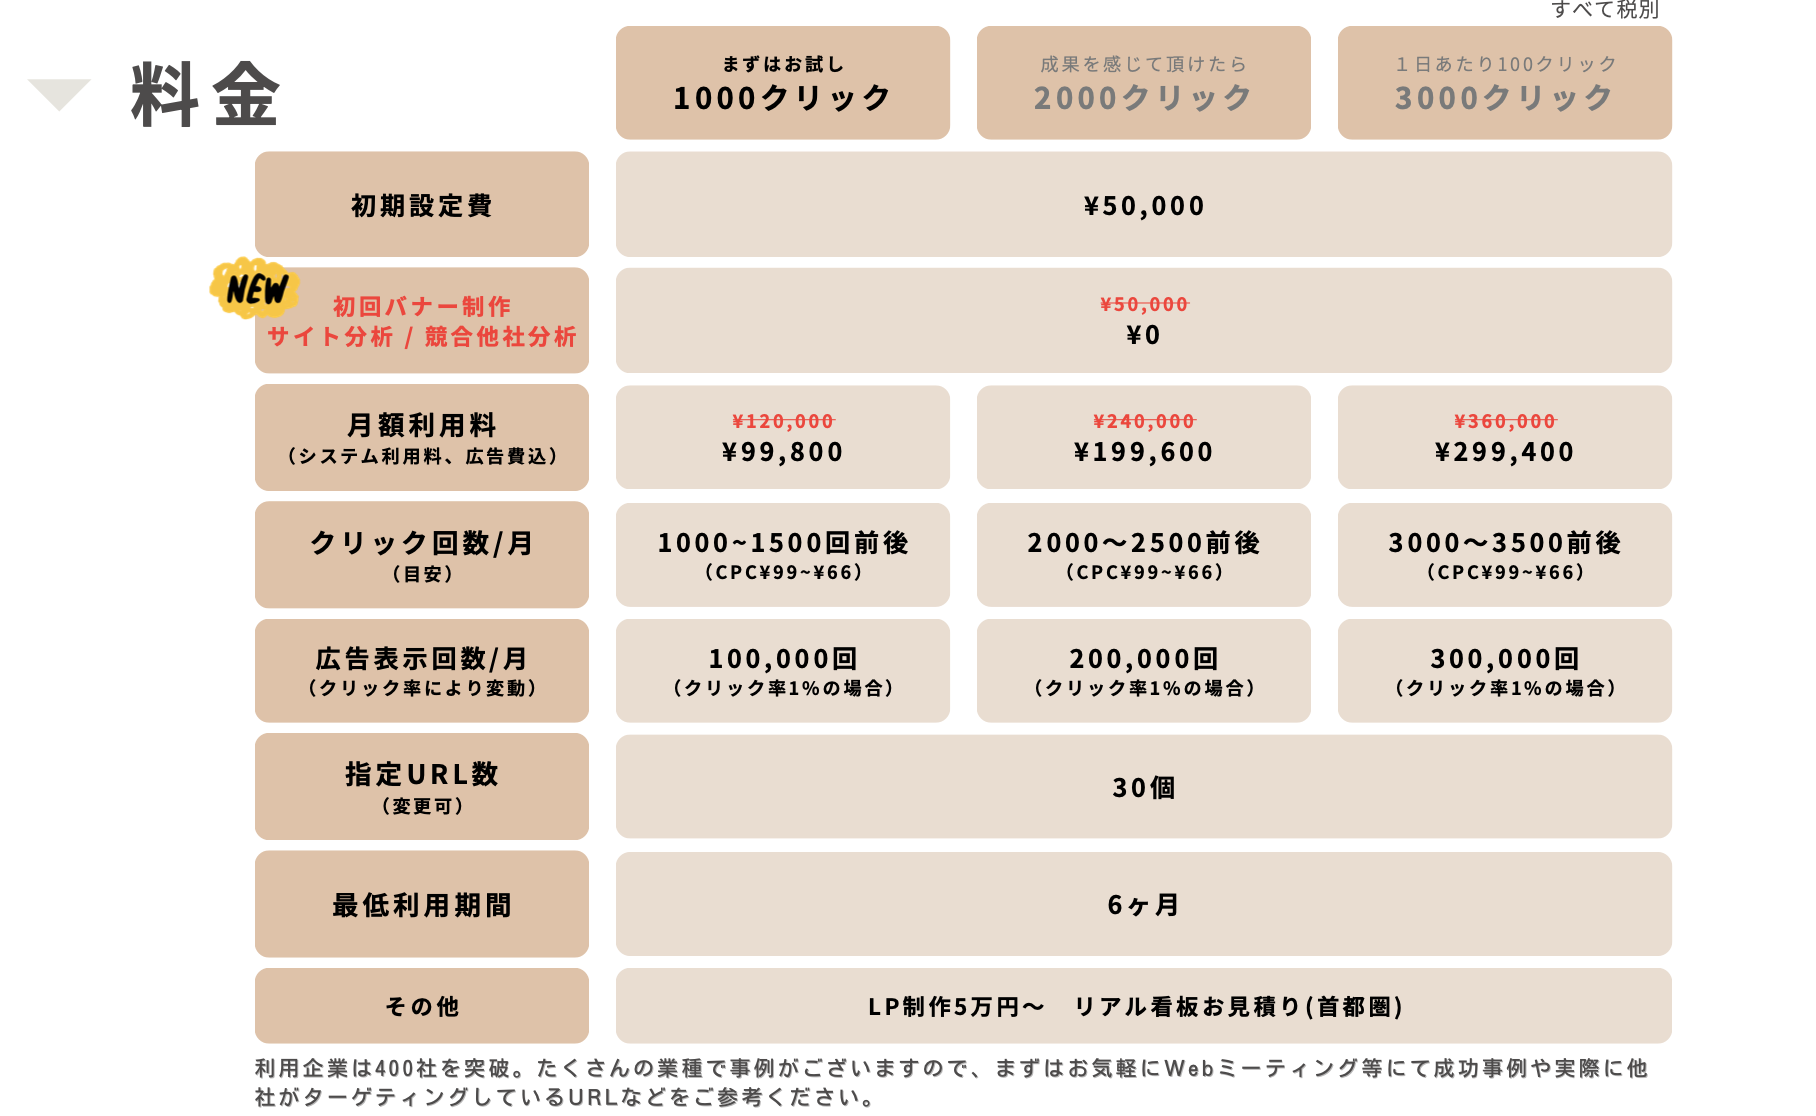 すべて税別
料金
まずはお試し
1000クリック
成果を感じて頂けたら
2000クリック
１日あたり100クリック
3000クリック
初期設定費
¥50,000
NEW
初回バナー制作
サイト分析 / 競合他社分析
¥50,000
¥0
月額利用料
（システム利用料、広告費込）
¥120,000
¥99,800
¥240,000
¥199,600
¥360,000
¥299,400
クリック回数/月
（目安）
1000~1500回前後
（CPC¥99~¥66）
2000〜2500前後
（CPC¥99~¥66）
3000〜3500前後
（CPC¥99~¥66）
広告表示回数/月
（クリック率により変動）
100,000回
（クリック率1%の場合）
200,000回
（クリック率1%の場合）
300,000回
（クリック率1%の場合）
指定URL数
（変更可）
30個
最低利用期間
6ヶ月
その他
LP制作5万円〜　リアル看板お見積り(首都圏)
利用企業は400社を突破。たくさんの業種で事例がございますので、まずはお気軽にWebミーティング等にて成功事例や実際に他
社がターゲティングしているURLなどをご参考ください。